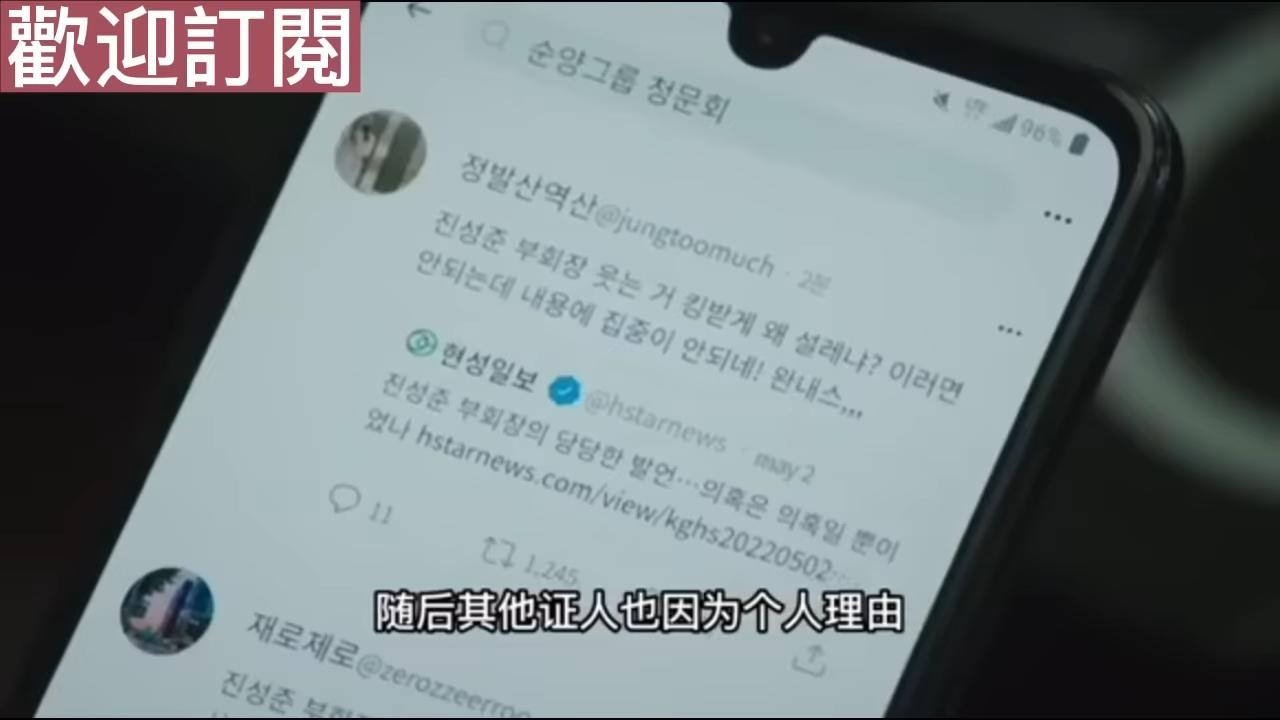 歡迎訂閱
순양그룹 청문회
96%
정발산역산@jungtoomuch · 2분
진성준 부회장 웃는 거 킹받게 왜 설레냐? 이러면
안되는데 내용에 집중이 안되네! 완내스,,,
현성일보 @hstarnews · may 2
진성준 부회장의 당당한 발언…의혹은 의혹일 뿐이
었나 hstarnews.com/view/kghs20220502
11
1,245
随后其他证人也因为个人理由
재로제로@zerozzeerroo
진성준